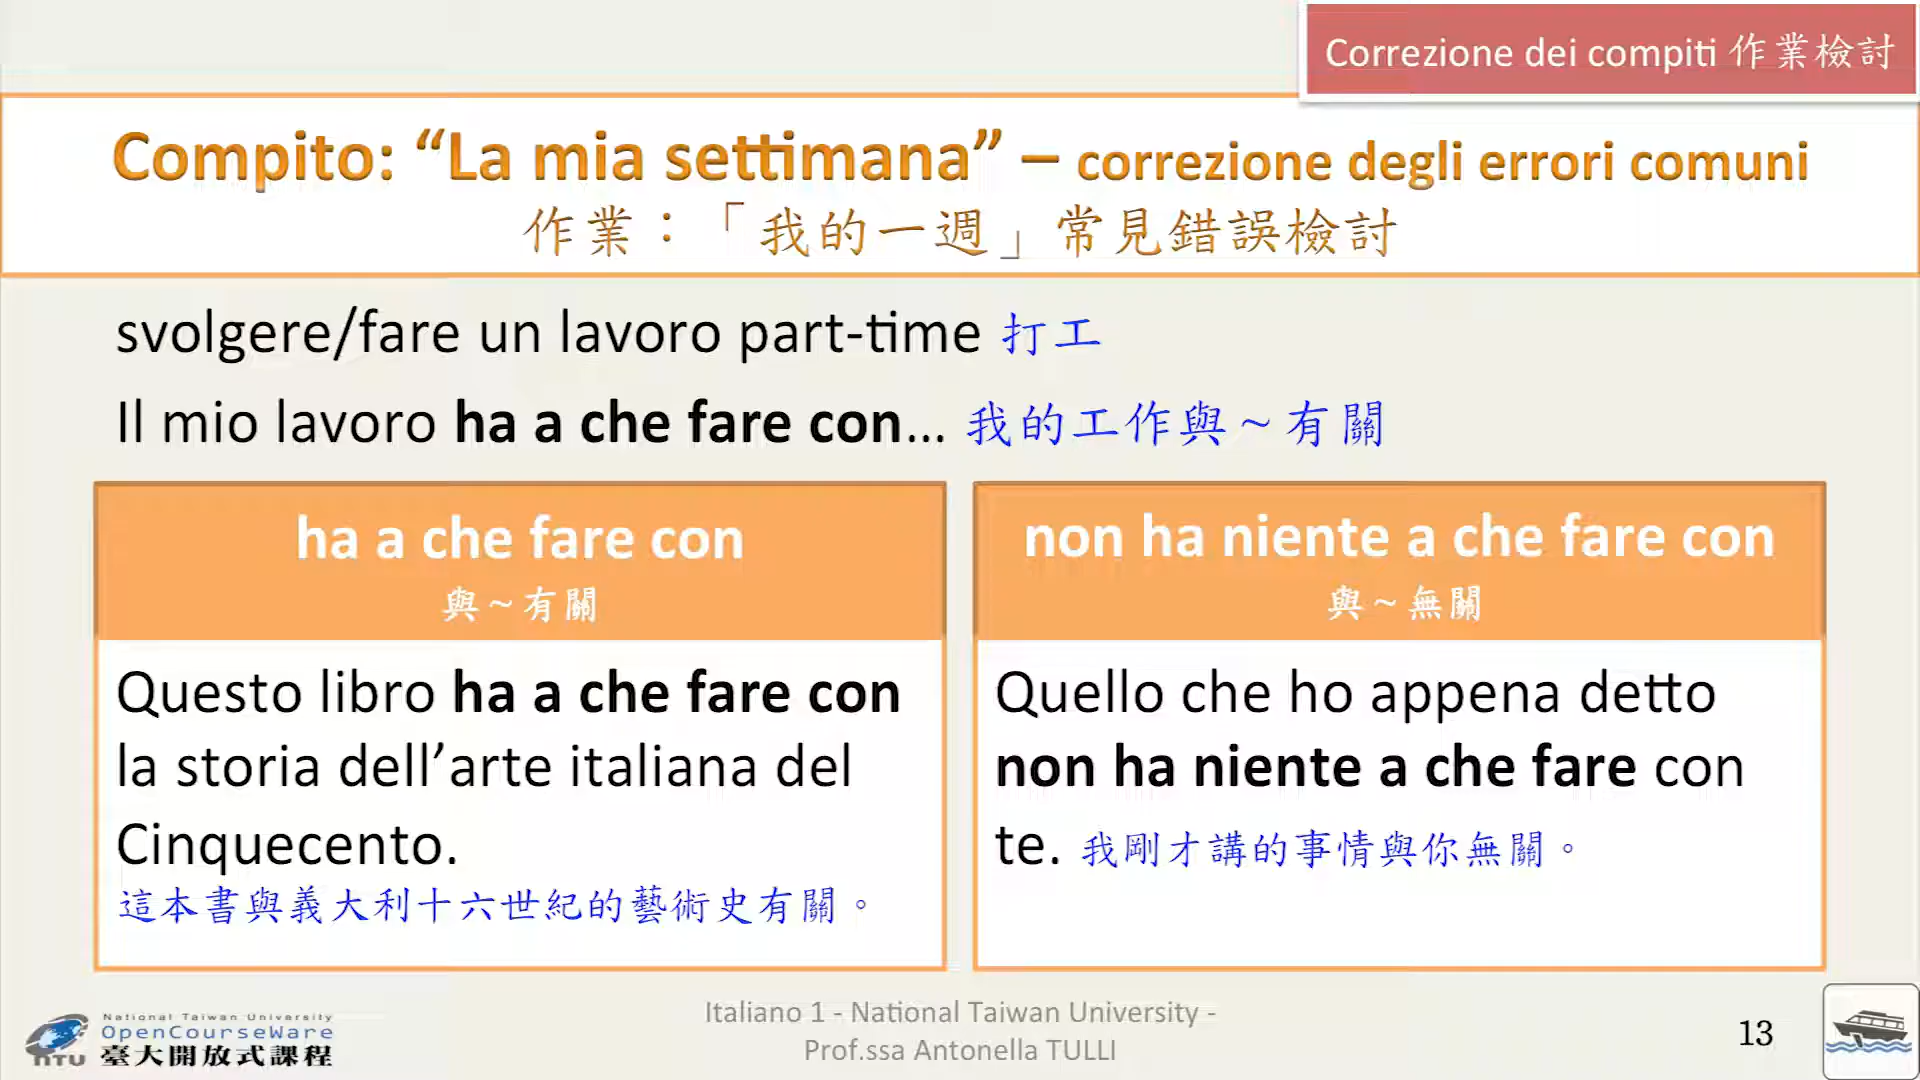 Correzione dei compiti 作業檢討
Compito: “La mia settimana” – correzione degli errori comuni
作業：「我的一週」常見錯誤檢討
svolgere/fare un lavoro part-time 打工
Il mio lavoro ha a che fare con... 我的工作與~有關
ha a che fare con
與~有關
Questo libro ha a che fare con
la storia dell’arte italiana del
Cinquecento.
這本書與義大利十六世紀的藝術史有關。
non ha niente a che fare con
與~無關
Quello che ho appena detto
non ha niente a che fare con
te. 我剛才講的事情與你無關。
National Taiwan University
OpenCourseWare
NTU 臺大開放式課程
Italiano 1 - National Taiwan University -
Prof.ssa Antonella TULLI
13